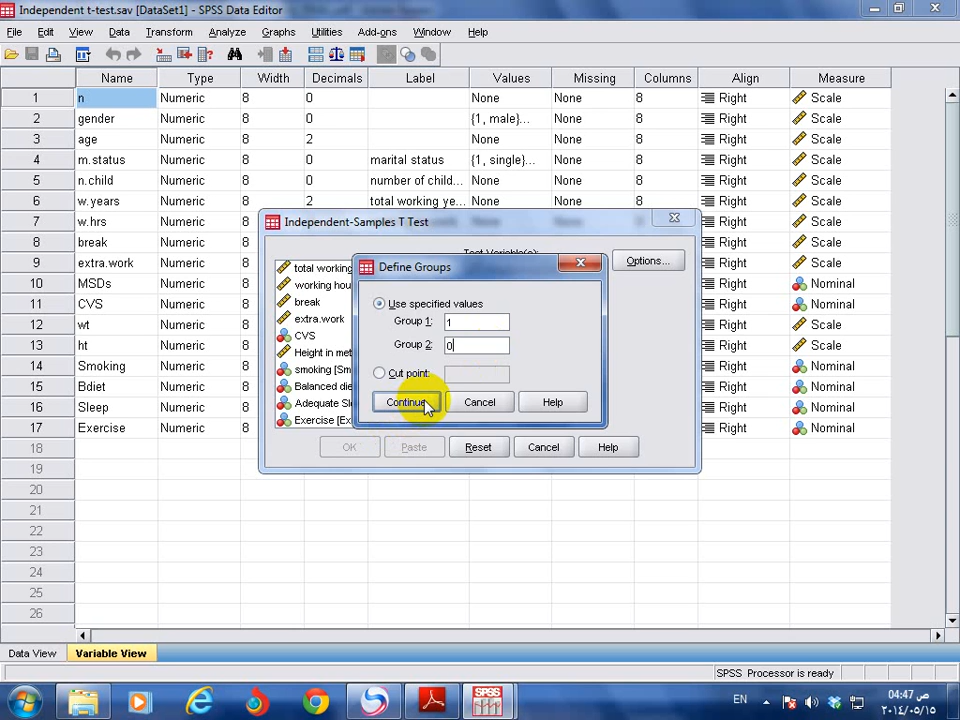 Independent t-test.sav [DataSet1] - SPSS Data Editor
File Edit View Data Transform Analyze Graphs Utilities Add-ons Window Help
Name Type Width Decimals Label Values Missing Columns Align Measure
1 n Numeric 8 0 None None 8 Right Scale
2 gender Numeric 8 0 {1, male}... None 8 Right Scale
3 age Numeric 8 2 None None 8 Right Scale
4 m.status Numeric 8 0 marital status {1, single}... None 8 Right Scale
5 n.child Numeric 8 0 number of child... None None 8 Right Scale
6 w.years Numeric 8 2 total working ye... None None 8 Right Scale
7 w.hrs Numeric 8 Right Scale
8 break Numeric 8 Right Scale
9 extra.work Numeric 8 Right Scale
10 MSDs Numeric 8 Right Nominal
11 CVS Numeric 8 Right Nominal
12 wt Numeric 8 Right Scale
13 ht Numeric 8 Right Scale
14 Smoking Numeric 8 Right Nominal
15 Bdiet Numeric 8 Right Nominal
16 Sleep Numeric 8 Right Nominal
17 Exercise Numeric 8 Right Nominal
18
19
20
21
22
23
24
25
26
Independent-Samples T Test
Test Variable(s):
total working
working hou
break
extra.work
CVS
Height in met
smoking [Sm
Balanced die
Adequate Sle
Exercise [Ex
Options...
OK Paste Reset Cancel Help
Define Groups
Use specified values
Group 1: 1
Group 2: 0
Cut point:
Continue Cancel Help
Data View Variable View
SPSS Processor is ready
SPSS
EN
04:47 ص
٢٠١٤/٠٥/١٥